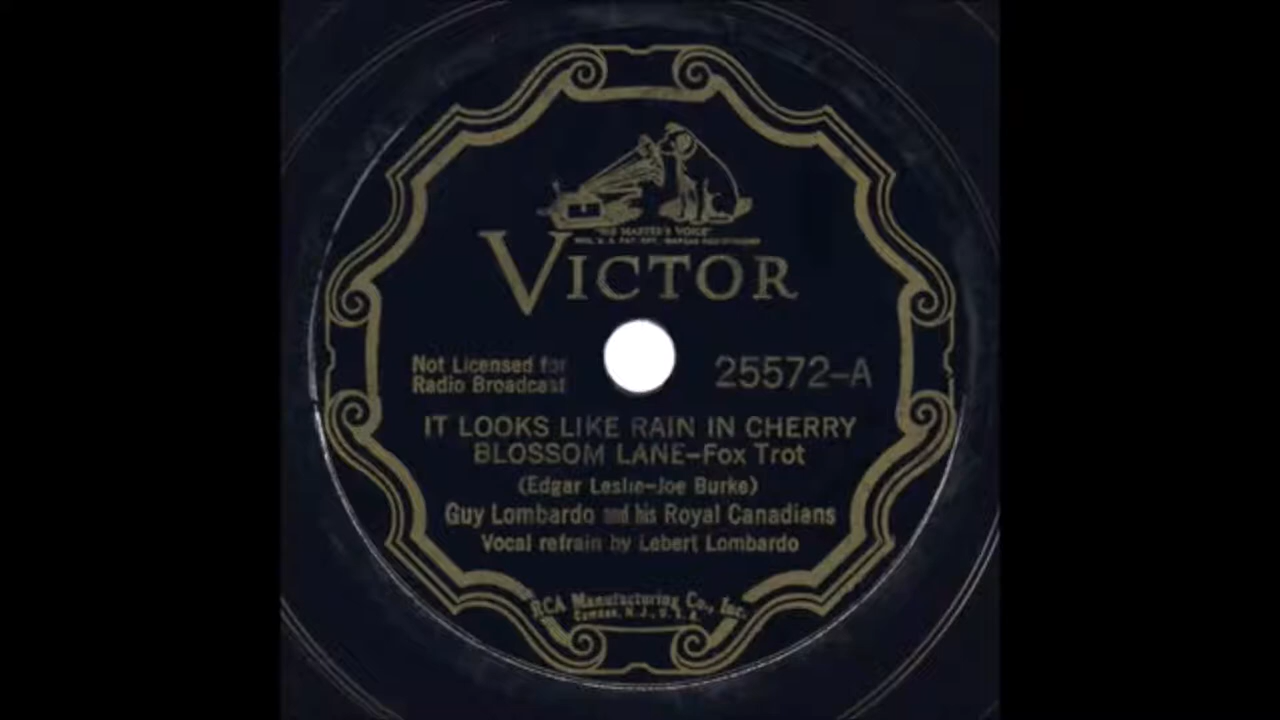 "HIS MASTER'S VOICE"
VICTOR
Not Licensed for
Radio Broadcast
25572-A
IT LOOKS LIKE RAIN IN CHERRY
BLOSSOM LANE-Fox Trot
(Edgar Leslie-Joe Burke)
Guy Lombardo and his Royal Canadians
Vocal refrain by Lebert Lombardo
RCA Manufacturing Co., Inc.
Camden, N.J., U.S.A.